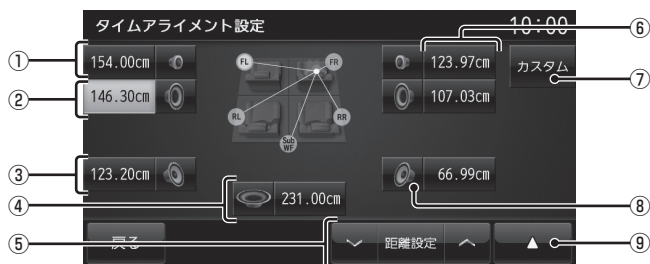 タイムアライメント設定 10:00
① 154.00cm FL FR 123.97cm ⑥
カスタム ⑦
② 146.30cm 107.03cm
RL RR
Sub WF
③ 123.20cm 66.99cm ⑧
④ 231.00cm
⑤ 戻る 距離設定 ⑨